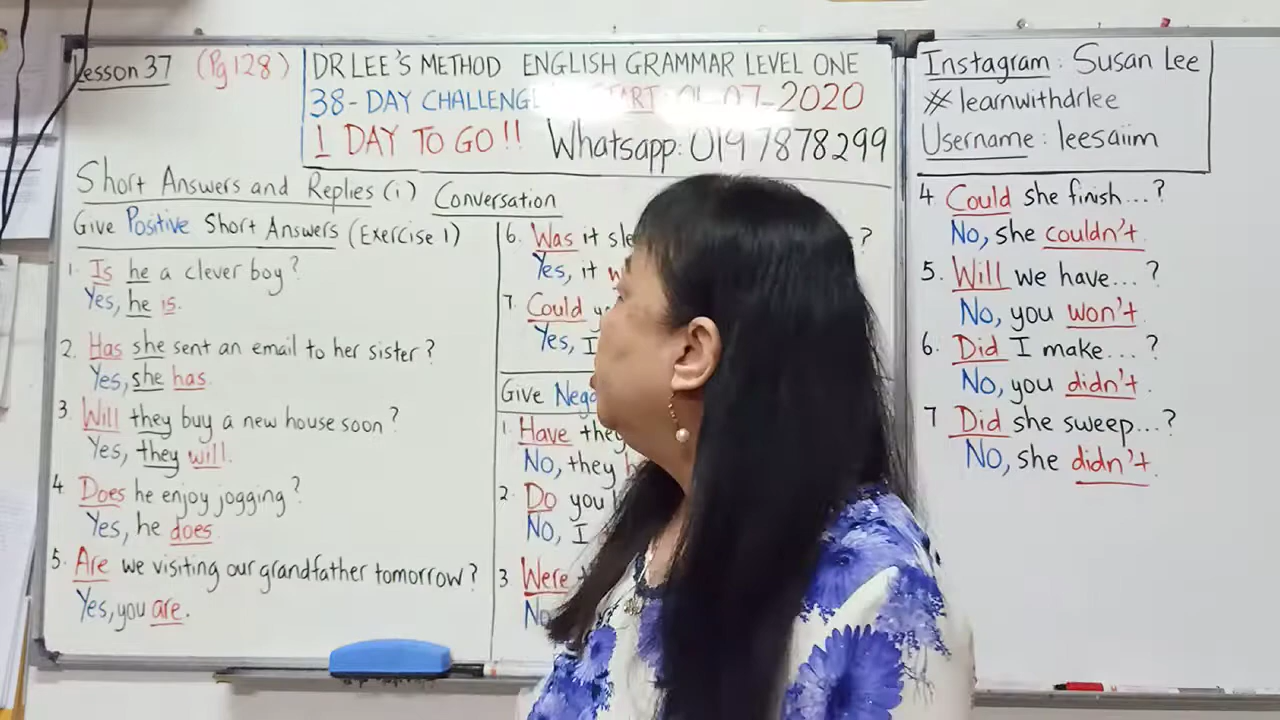 Lesson 37 (Pg 128)
DR LEE'S METHOD ENGLISH GRAMMAR LEVEL ONE
38-DAY CHALLENGE START: 01-07-2020
1 DAY TO GO!! Whatsapp: 019 7878299
Short Answers and Replies (i) Conversation
Give Positive Short Answers (Exercise 1)
1. Is he a clever boy?
Yes, he is.
2. Has she sent an email to her sister?
Yes, she has.
3. Will they buy a new house soon?
Yes, they will.
4. Does he enjoy jogging?
Yes, he does.
5. Are we visiting our grandfather tomorrow?
Yes, you are.
6. Was it ?
Yes, it
7. Could
Yes, I
Give
1. Have they
NO, they
2. Do you
NO, I
3 Were
No
Instagram: Susan Lee
# learnwithdrlee
Username: leesaiim
4. Could she finish...?
No, she couldn't.
5. Will we have...?
No, you won't.
6. Did I make...?
No, you didn't.
7 Did she sweep...?
NO, she didn't.